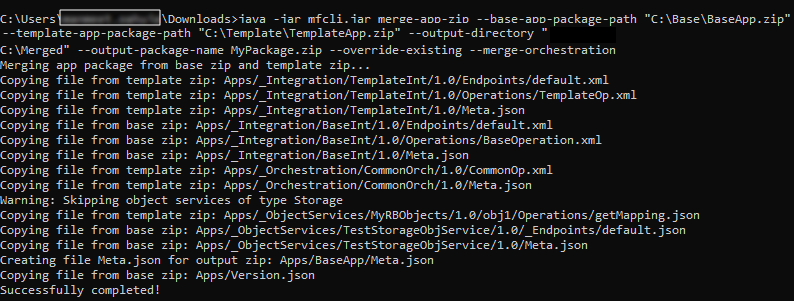 C:\Users\ \Downloads>java -jar mfcli.jar merge-app-zip --base-app-package-path "C:\Base\BaseApp.zip"
--template-app-package-path "C:\Template\TemplateApp.zip" --output-directory "
C:\Merged" --output-package-name MyPackage.zip --override-existing --merge-orchestration
Merging app package from base zip and template zip...
Copying file from template zip: Apps/_Integration/TemplateInt/1.0/Endpoints/default.xml
Copying file from template zip: Apps/_Integration/TemplateInt/1.0/Operations/TemplateOp.xml
Copying file from template zip: Apps/_Integration/TemplateInt/1.0/Meta.json
Copying file from base zip: Apps/_Integration/BaseInt/1.0/Endpoints/default.xml
Copying file from base zip: Apps/_Integration/BaseInt/1.0/Operations/BaseOperation.xml
Copying file from base zip: Apps/_Integration/BaseInt/1.0/Meta.json
Copying file from base zip: Apps/_Orchestration/CommonOrch/1.0/CommonOp.xml
Copying file from base zip: Apps/_Orchestration/CommonOrch/1.0/Meta.json
Warning: Skipping object services of type Storage
Copying file from template zip: Apps/_ObjectServices/MyRBObjects/1.0/obj1/Operations/getMapping.json
Copying file from base zip: Apps/_ObjectServices/TestStorageObjService/1.0/_Endpoints/default.json
Copying file from base zip: Apps/_ObjectServices/TestStorageObjService/1.0/Meta.json
Creating file Meta.json for output zip: Apps/BaseApp/Meta.json
Copying file from base zip: Apps/Version.json
Successfully completed!